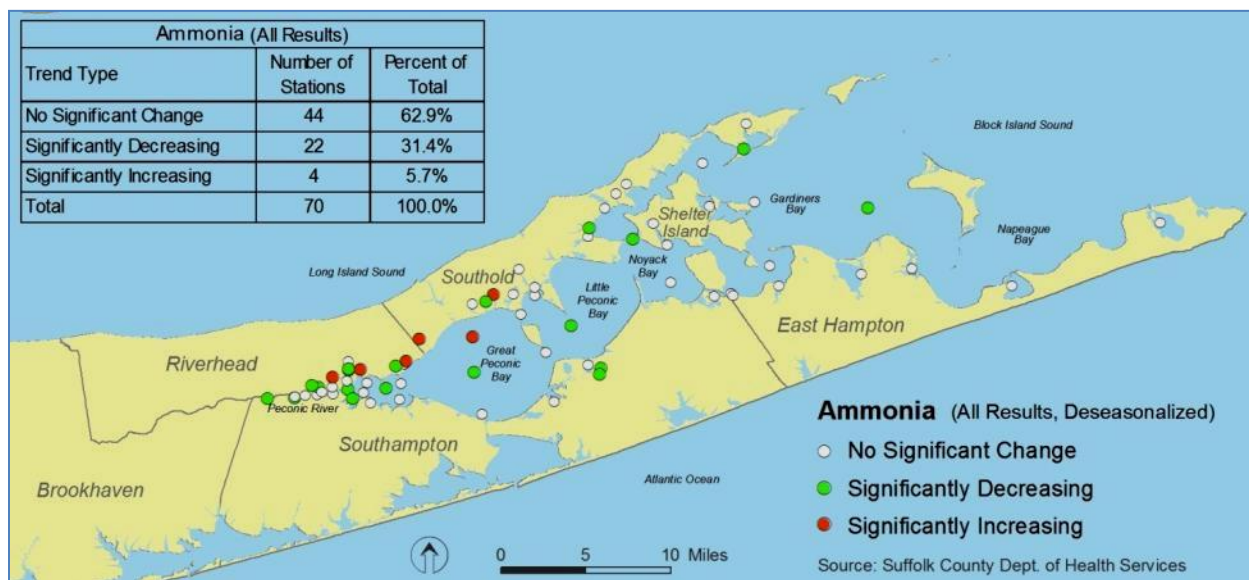 Ammonia (All Results)
Trend Type Number of Stations Percent of Total
No Significant Change 44 62.9%
Significantly Decreasing 22 31.4%
Significantly Increasing 4 5.7%
Total 70 100.0%
Block Island Sound
Gardiners Bay
Shelter Island
Napeague Bay
Noyack Bay
Long Island Sound
Southold
Little Peconic Bay
East Hampton
Riverhead
Great Peconic Bay
Peconic River
Southampton
Brookhaven
Atlantic Ocean
Ammonia (All Results, Deseasonalized)
No Significant Change
Significantly Decreasing
Significantly Increasing
0 5 10 Miles
Source: Suffolk County Dept. of Health Services